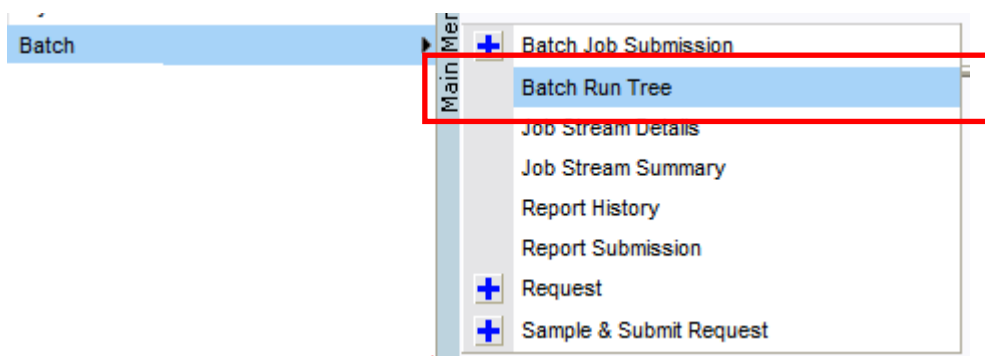 Batch
Main Men
Batch Job Submission
Batch Run Tree
Job Stream Details
Job Stream Summary
Report History
Report Submission
Request
Sample & Submit Request